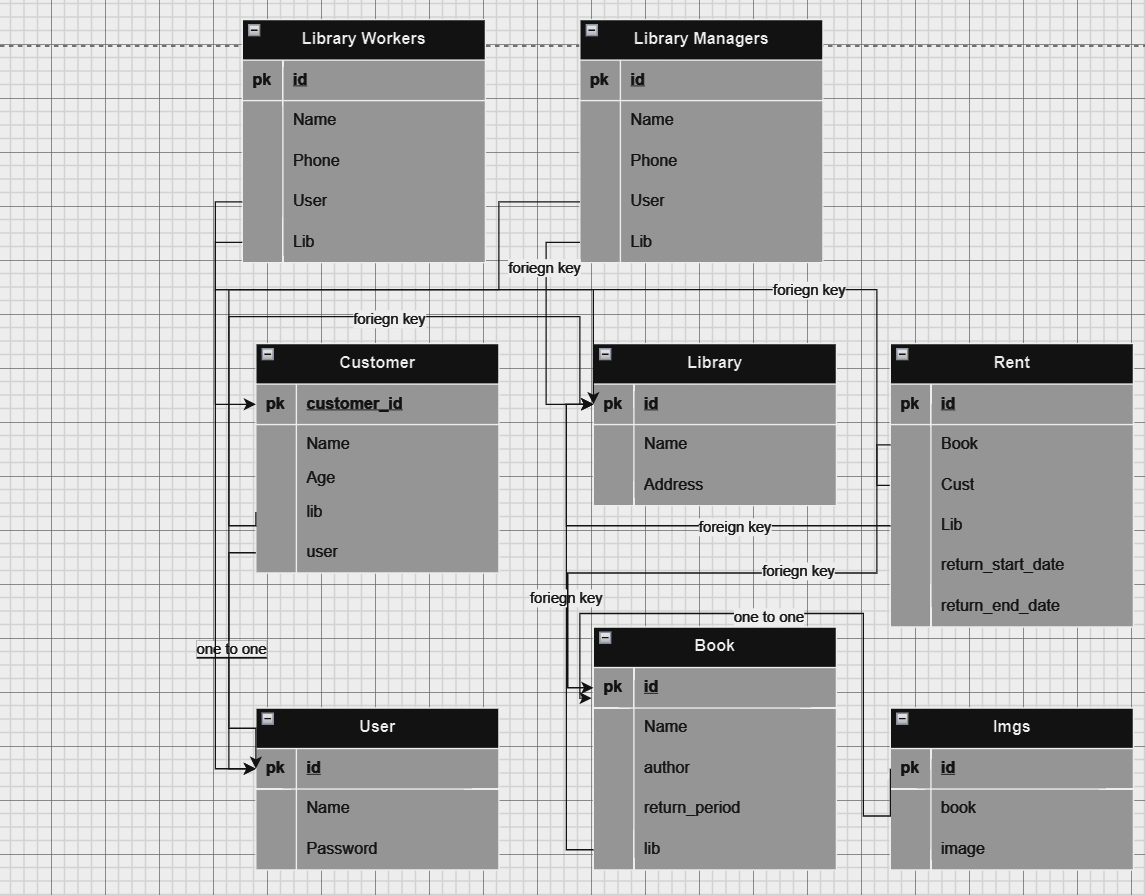 Library Workers
pk id
Name
Phone
User
Lib
Library Managers
pk id
Name
Phone
User
Lib
foriegn key
foriegn key
foriegn key
Customer
pk customer_id
Name
Age
lib
user
Library
pk id
Name
Address
Rent
pk id
Book
Cust
Lib
return_start_date
return_end_date
foreign key
foriegn key
foriegn key
one to one
one to one
Book
pk id
Name
author
return_period
lib
User
pk id
Name
Password
Imgs
pk id
book
image